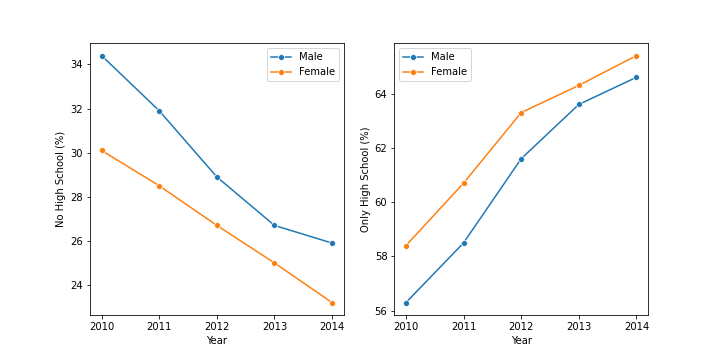 No High School (%)
34
32
30
28
26
24
2010 2011 2012 2013 2014
Year
Male
Female
Only High School (%)
64
62
60
58
56
2010 2011 2012 2013 2014
Year
Male
Female